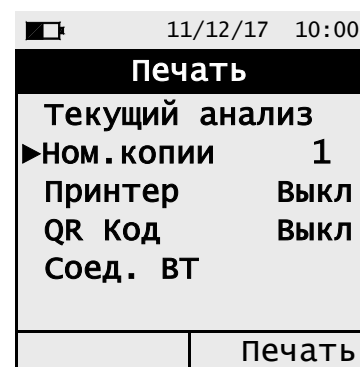 11/12/17 10:00
Печать
Текущий анализ
►Ном.копии 1
Принтер Выкл
QR Код Выкл
Соед. BT
Печать